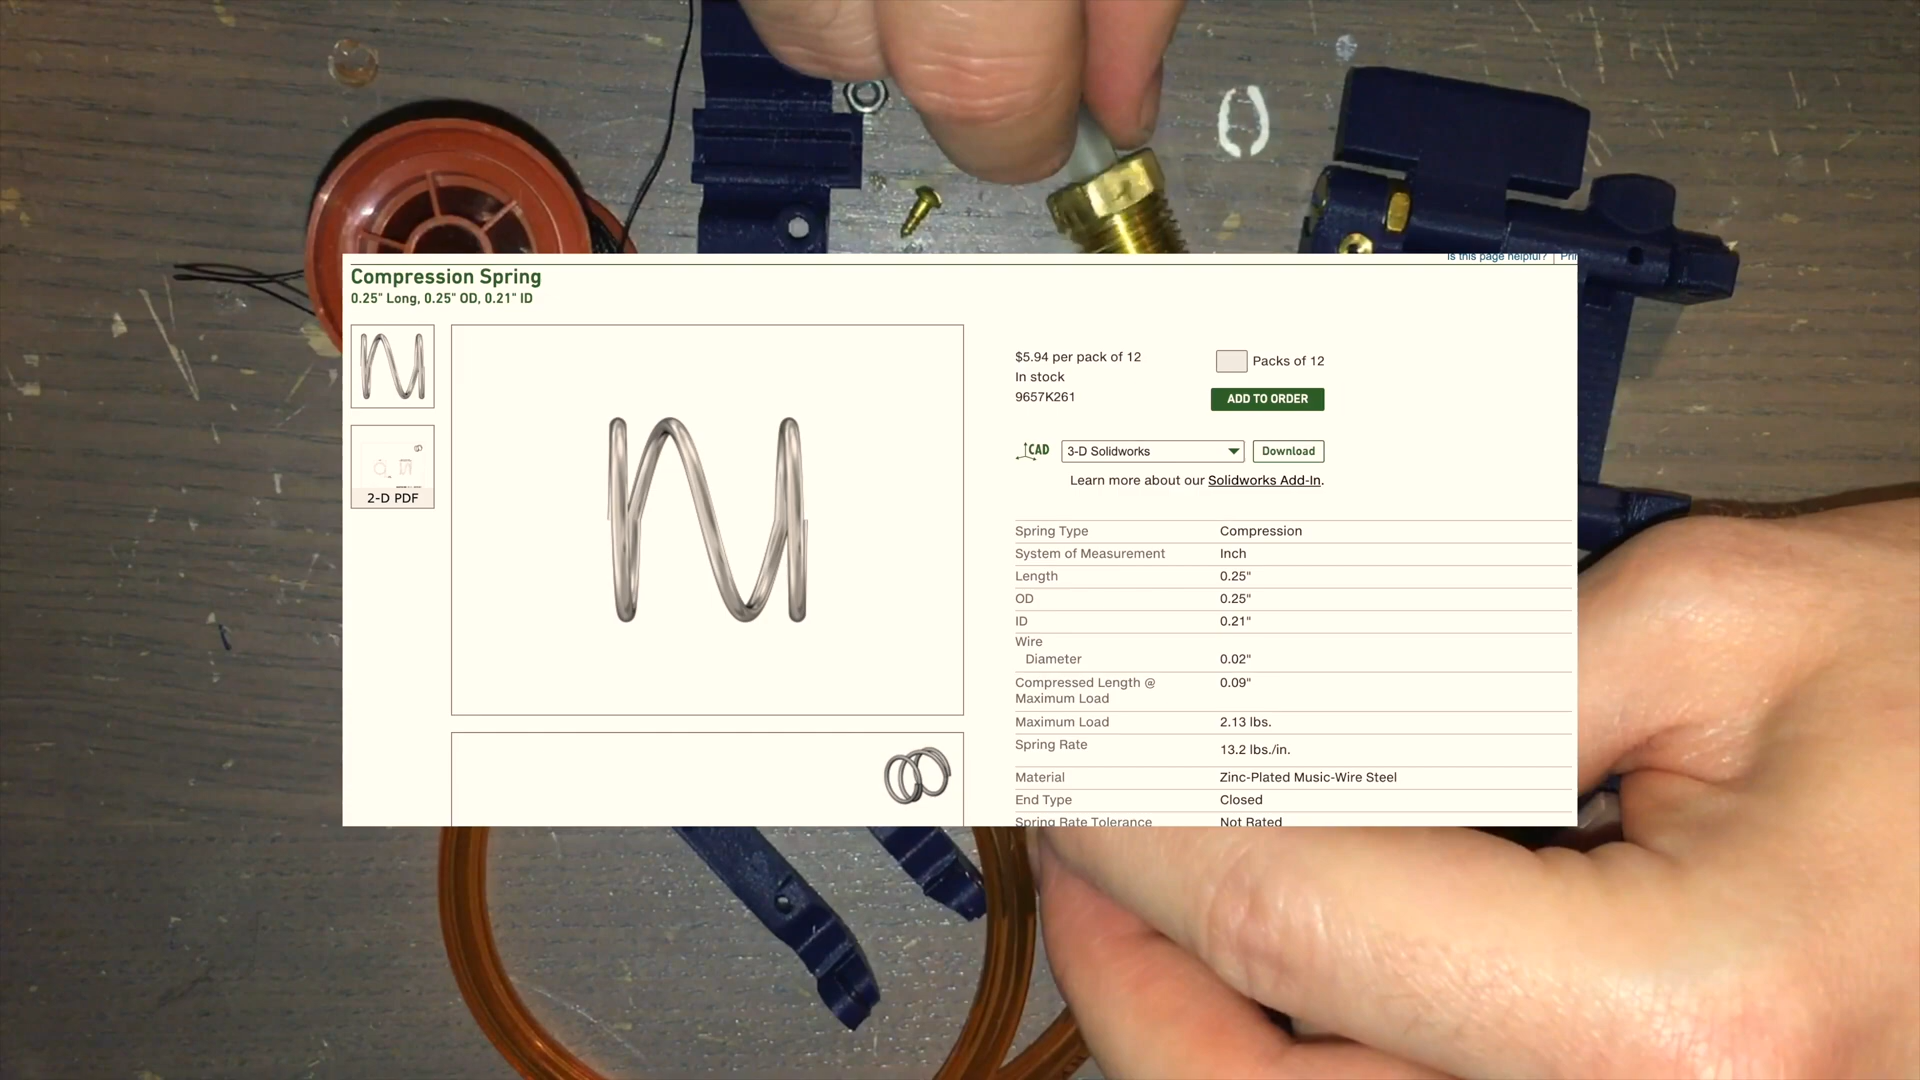 Is this page helpful?
Compression Spring
0.25" Long, 0.25" OD, 0.21" ID
2-D PDF
$5.94 per pack of 12
Packs of 12
In stock
9657K261
ADD TO ORDER
CAD
3-D Solidworks
Download
Learn more about our Solidworks Add-In.
Spring Type Compression
System of Measurement Inch
Length 0.25"
OD 0.25"
ID 0.21"
Wire
Diameter 0.02"
Compressed Length @ 0.09"
Maximum Load
Maximum Load 2.13 lbs.
Spring Rate 13.2 lbs./in.
Material Zinc-Plated Music-Wire Steel
End Type Closed
Spring Rate Tolerance Not Rated